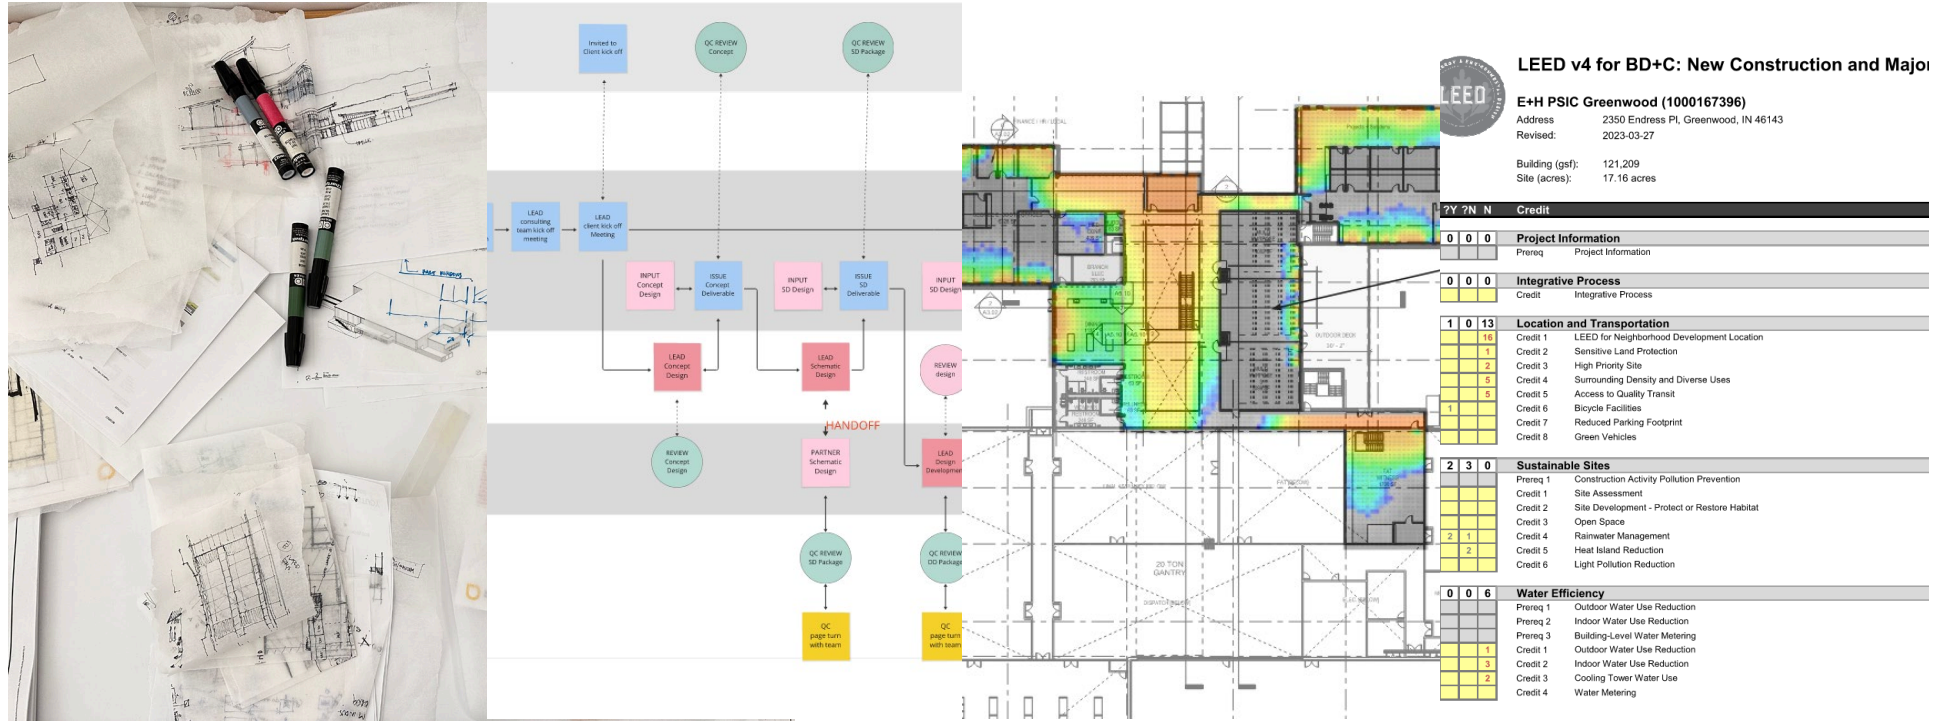 Invited to
Client kick off
QC REVIEW
Concept
QC REVIEW
SD Package
LEAD
consulting
team kick off
meeting
LEAD
client kick off
Meeting
INPUT
Concept
Design
ISSUE
Concept
Deliverable
INPUT
SD Design
ISSUE
SD
Deliverable
INPUT
SD Design
LEAD
Concept
Design
LEAD
Schematic
Design
REVIEW
design
HANDOFF
REVIEW
Concept
Design
PARTNER
Schematic
Design
LEAD
Design
Developmen
QC REVIEW
SD Package
QC REVIEW
DD Package
QC
page turn
with team
QC
page turn
with team
FINANCE / HR / LOCAL
OUTDOOR DECK
20 TON
GANTRY
LEED
LEED v4 for BD+C: New Construction and Major
E+H PSIC Greenwood (1000167396)
Address 2350 Endress Pl, Greenwood, IN 46143
Revised: 2023-03-27
Building (gsf): 121,209
Site (acres): 17.16 acres
?Y ?N N Credit
0 0 0 Project Information
Prereq Project Information
0 0 0 Integrative Process
Credit Integrative Process
1 0 13 Location and Transportation
16 Credit 1 LEED for Neighborhood Development Location
1 Credit 2 Sensitive Land Protection
2 Credit 3 High Priority Site
5 Credit 4 Surrounding Density and Diverse Uses
5 Credit 5 Access to Quality Transit
1 Credit 6 Bicycle Facilities
Credit 7 Reduced Parking Footprint
Credit 8 Green Vehicles
2 3 0 Sustainable Sites
Prereq 1 Construction Activity Pollution Prevention
Credit 1 Site Assessment
Credit 2 Site Development - Protect or Restore Habitat
Credit 3 Open Space
2 1 Credit 4 Rainwater Management
2 Credit 5 Heat Island Reduction
Credit 6 Light Pollution Reduction
0 0 6 Water Efficiency
Prereq 1 Outdoor Water Use Reduction
Prereq 2 Indoor Water Use Reduction
Prereq 3 Building-Level Water Metering
1 Credit 1 Outdoor Water Use Reduction
3 Credit 2 Indoor Water Use Reduction
2 Credit 3 Cooling Tower Water Use
Credit 4 Water Metering